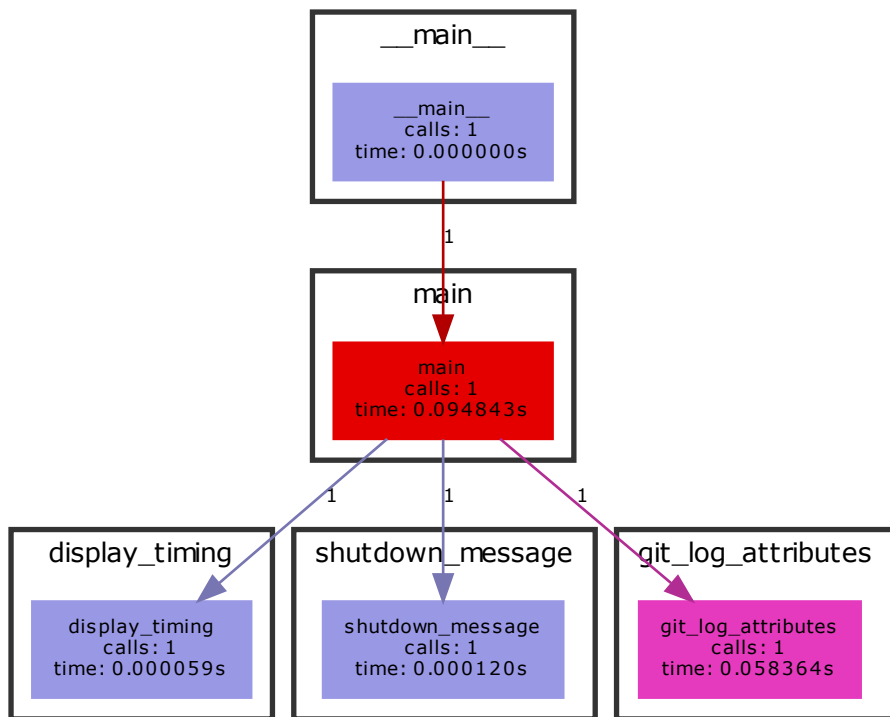 __main__
__main__
calls: 1
time: 0.000000s
1
main
main
calls: 1
time: 0.094843s
1
1
1
display_timing
shutdown_message
git_log_attributes
display_timing
calls: 1
time: 0.000059s
shutdown_message
calls: 1
time: 0.000120s
git_log_attributes
calls: 1
time: 0.058364s